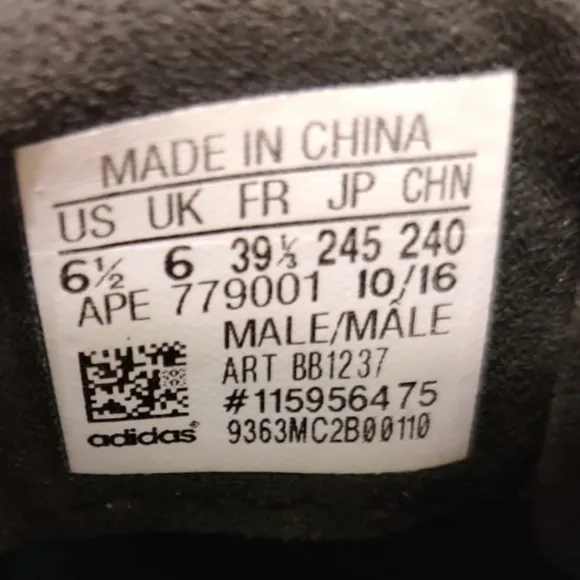 MADE IN CHINA
US UK FR JP CHN
6½ 6 39⅓ 245 240
APE 779001 10/16
MALE/MÂLE
ART BB1237
#115956475
adidas® 9363MC2B00110